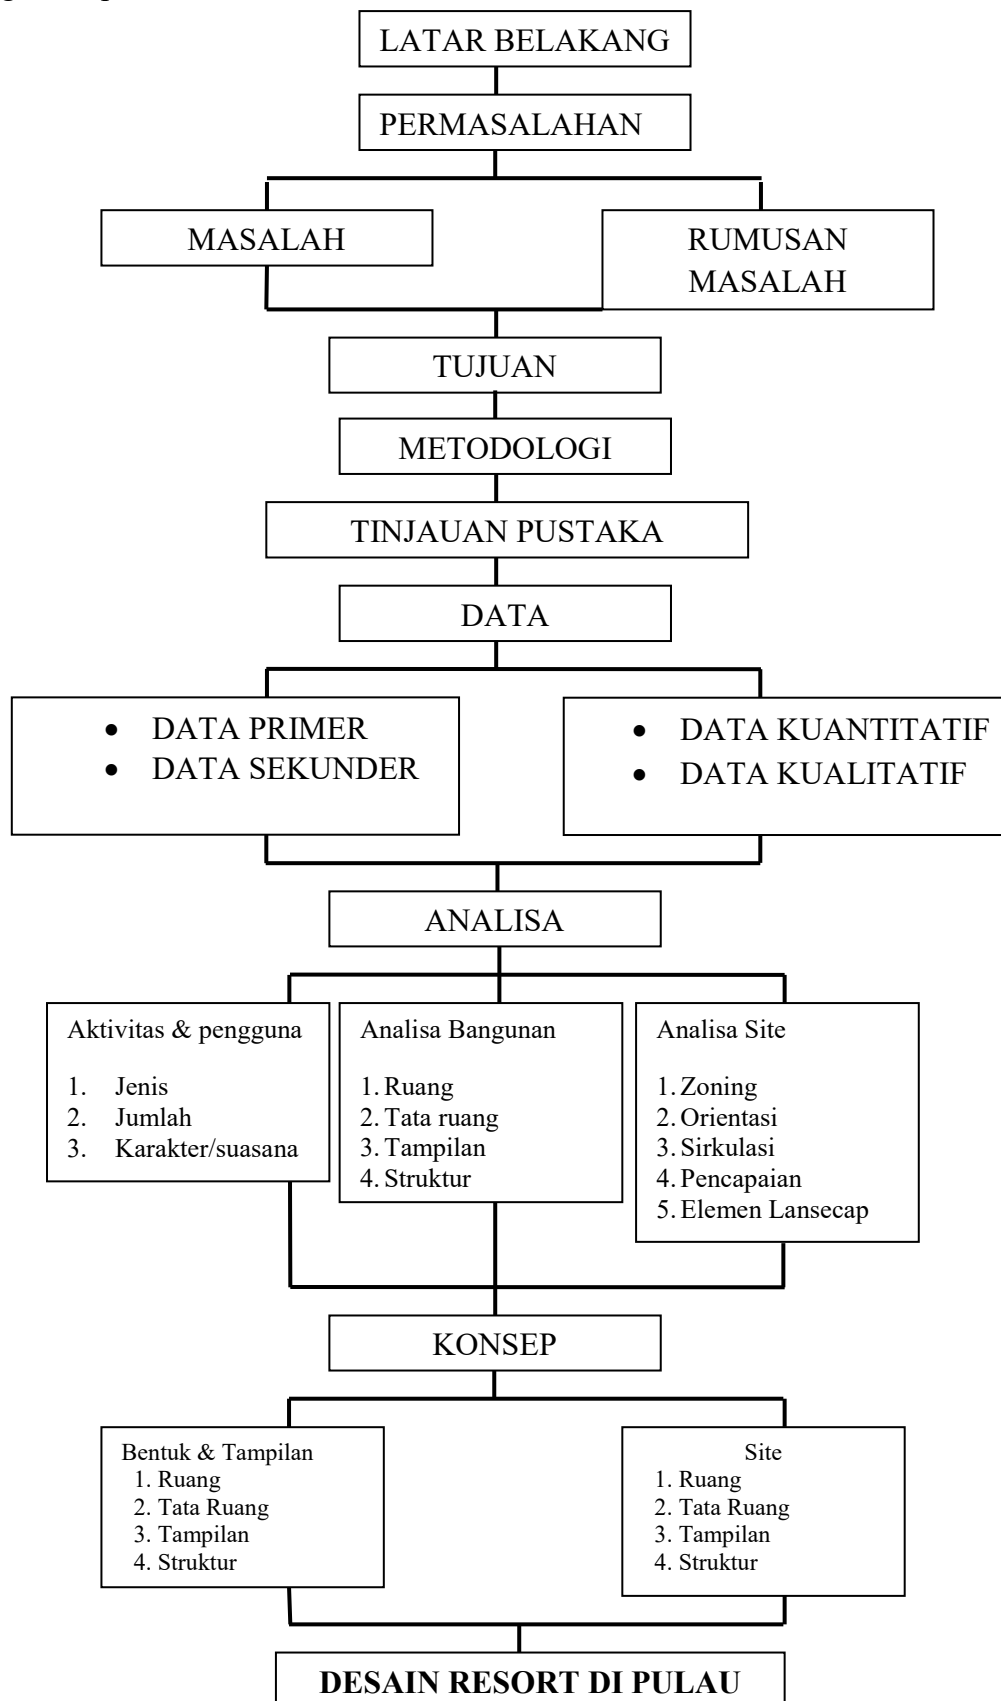 LATAR BELAKANG
PERMASALAHAN
MASALAH
RUMUSAN
MASALAH
TUJUAN
METODOLOGI
TINJAUAN PUSTAKA
DATA
• DATA PRIMER
• DATA SEKUNDER
• DATA KUANTITATIF
• DATA KUALITATIF
ANALISA
Aktivitas & pengguna
1. Jenis
2. Jumlah
3. Karakter/suasana
Analisa Bangunan
1. Ruang
2. Tata ruang
3. Tampilan
4. Struktur
Analisa Site
1. Zoning
2. Orientasi
3. Sirkulasi
4. Pencapaian
5. Elemen Lansecap
KONSEP
Bentuk & Tampilan
1. Ruang
2. Tata Ruang
3. Tampilan
4. Struktur
Site
1. Ruang
2. Tata Ruang
3. Tampilan
4. Struktur
DESAIN RESORT DI PULAU